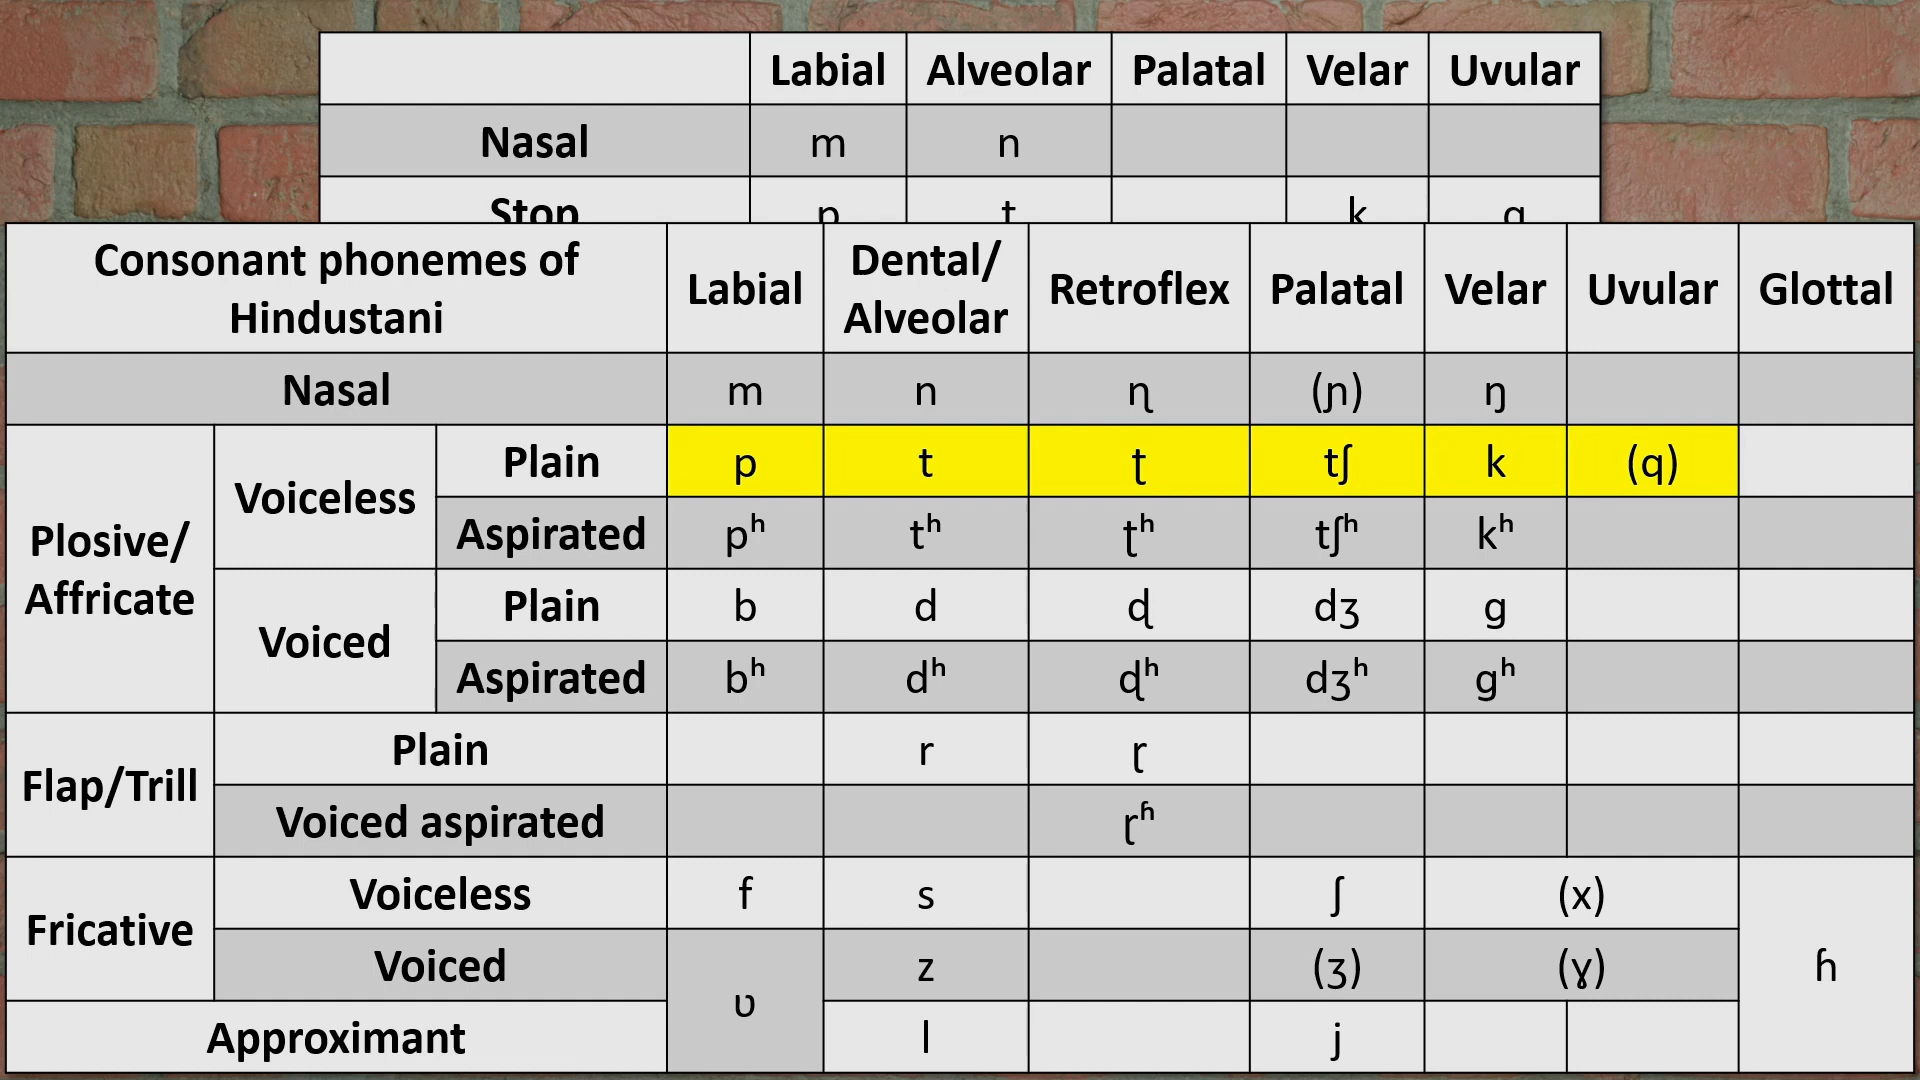 Labial Alveolar Palatal Velar Uvular
Nasal m n
Stop p t k q
Consonant phonemes of
Hindustani
Labial Dental/
Alveolar Retroflex Palatal Velar Uvular Glottal
Nasal m n ɳ (ɲ) ŋ
Plosive/
Affricate
Voiceless Plain p t ʈ tʃ k (q)
Aspirated pʰ tʰ ʈʰ tʃʰ kʰ
Voiced Plain b d ɖ dʒ g
Aspirated bʰ dʰ ɖʰ dʒʰ gʰ
Flap/Trill Plain r ɽ
Voiced aspirated ɽʱ
Fricative Voiceless f s ʃ (x)
Voiced ʋ z (ʒ) (ɣ) ɦ
Approximant l j